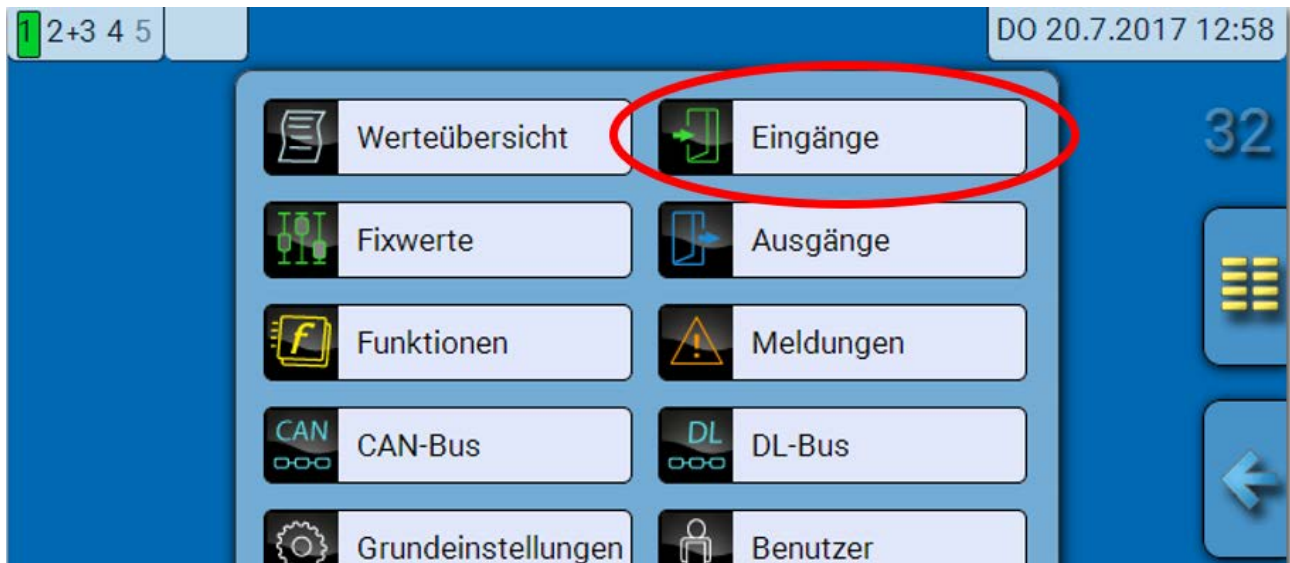 1 2+3 4 5
DO 20.7.2017 12:58
32
Werteübersicht
Eingänge
Fixwerte
Ausgänge
f Funktionen
Meldungen
CAN CAN-Bus
DL DL-Bus
Grundeinstellungen
Benutzer